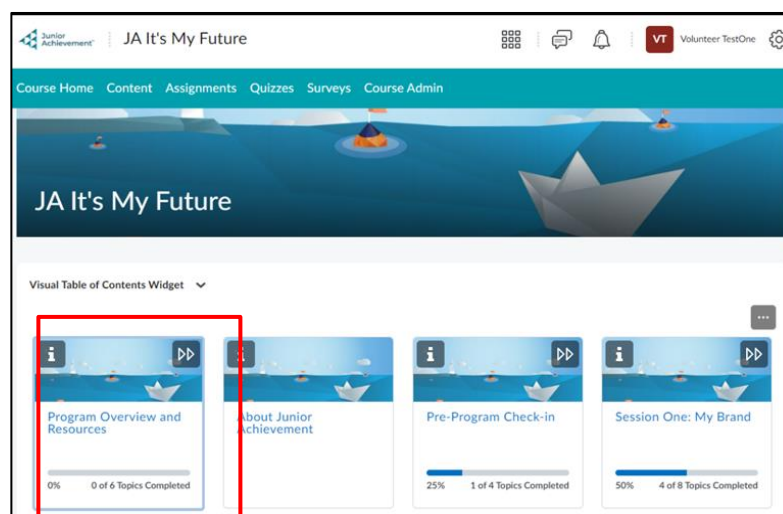 Junior
Achievement
JA It's My Future
VT
Volunteer TestOne
Course Home Content Assignments Quizzes Surveys Course Admin
JA It's My Future
Visual Table of Contents Widget
Program Overview and
Resources
0% 0 of 6 Topics Completed
About Junior
Achievement
Pre-Program Check-in
25% 1 of 4 Topics Completed
Session One: My Brand
50% 4 of 8 Topics Completed